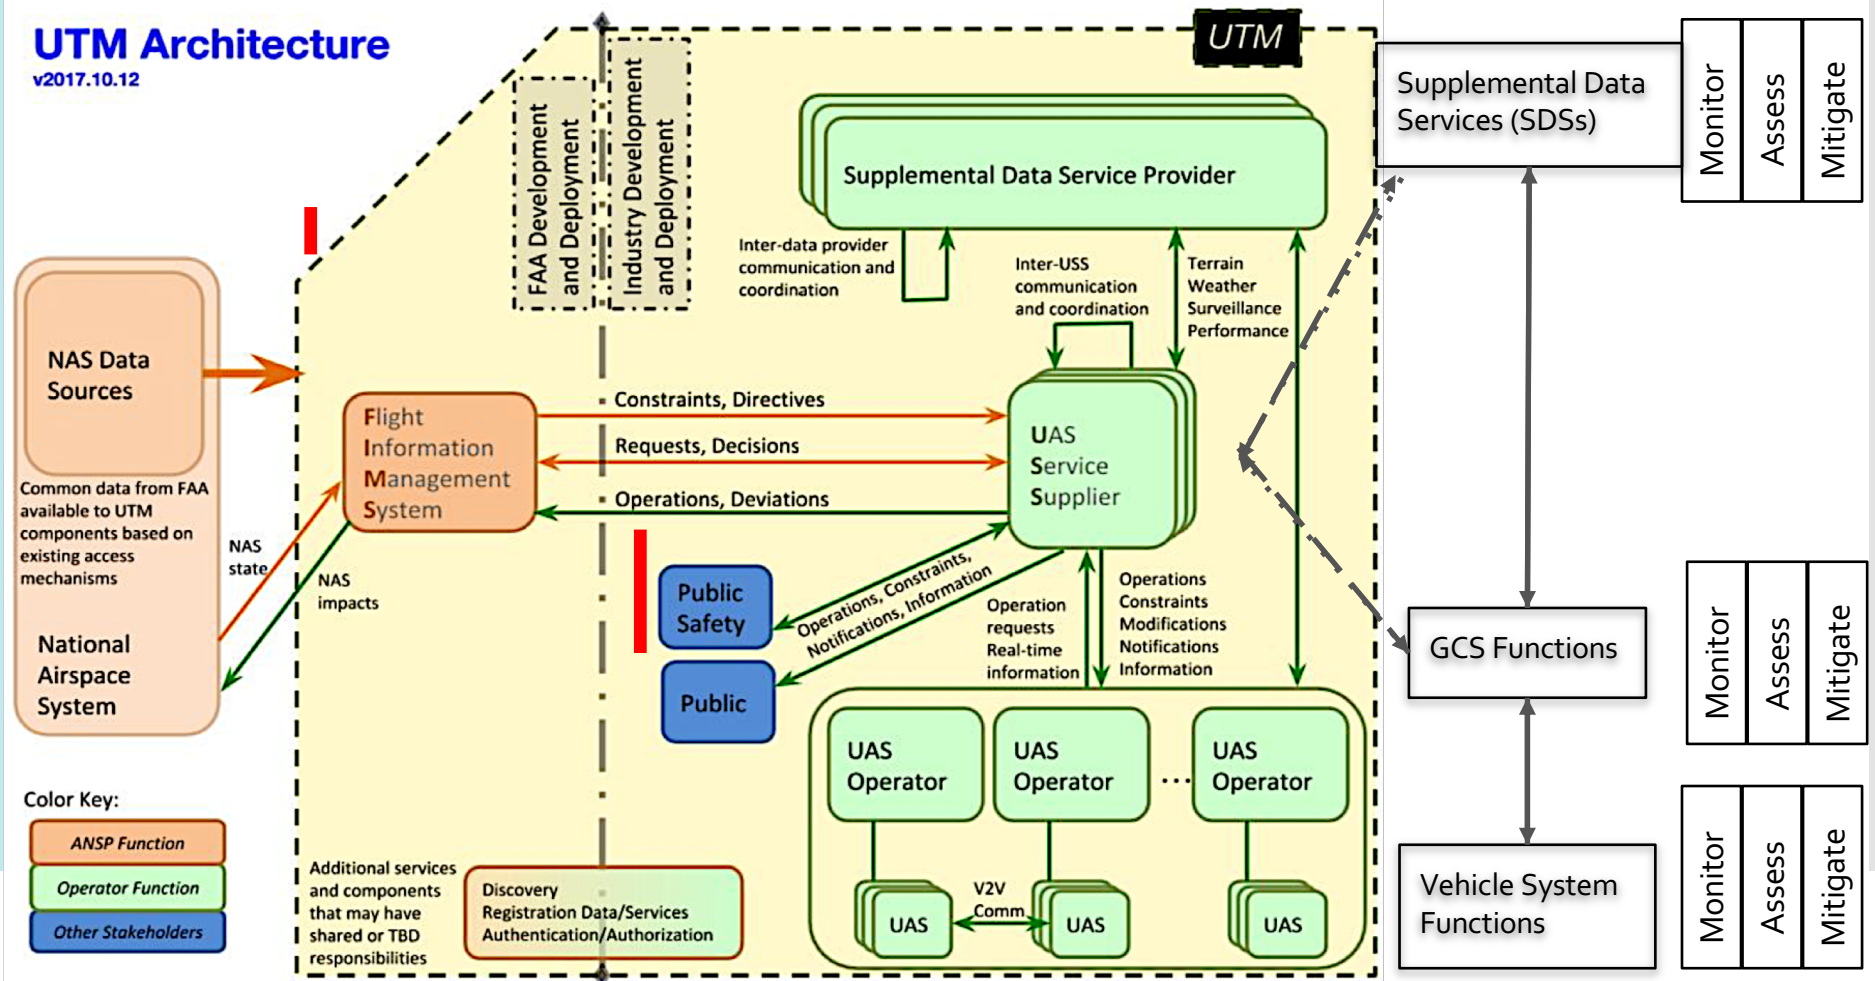 UTM Architecture
v2017.10.12
UTM
FAA Development
and Deployment
Industry Development
and Deployment
Supplemental Data Service Provider
Inter-data provider
communication and
coordination
Inter-USS
communication
and coordination
Terrain
Weather
Surveillance
Performance
NAS Data
Sources
Common data from FAA
available to UTM
components based on
existing access
mechanisms
National
Airspace
System
NAS
state
NAS
impacts
Flight
Information
Management
System
Constraints, Directives
Requests, Decisions
Operations, Deviations
UAS
Service
Supplier
Public
Safety
Public
Operations, Constraints,
Notifications, Information
Operation
requests
Real-time
information
Operations
Constraints
Modifications
Notifications
Information
UAS
Operator
UAS
Operator
...
UAS
Operator
UAS
V2V
Comm
UAS
UAS
Color Key:
ANSP Function
Operator Function
Other Stakeholders
Additional services
and components
that may have
shared or TBD
responsibilities
Discovery
Registration Data/Services
Authentication/Authorization
Supplemental Data
Services (SDSs)
Monitor
Assess
Mitigate
GCS Functions
Monitor
Assess
Mitigate
Vehicle System
Functions
Monitor
Assess
Mitigate